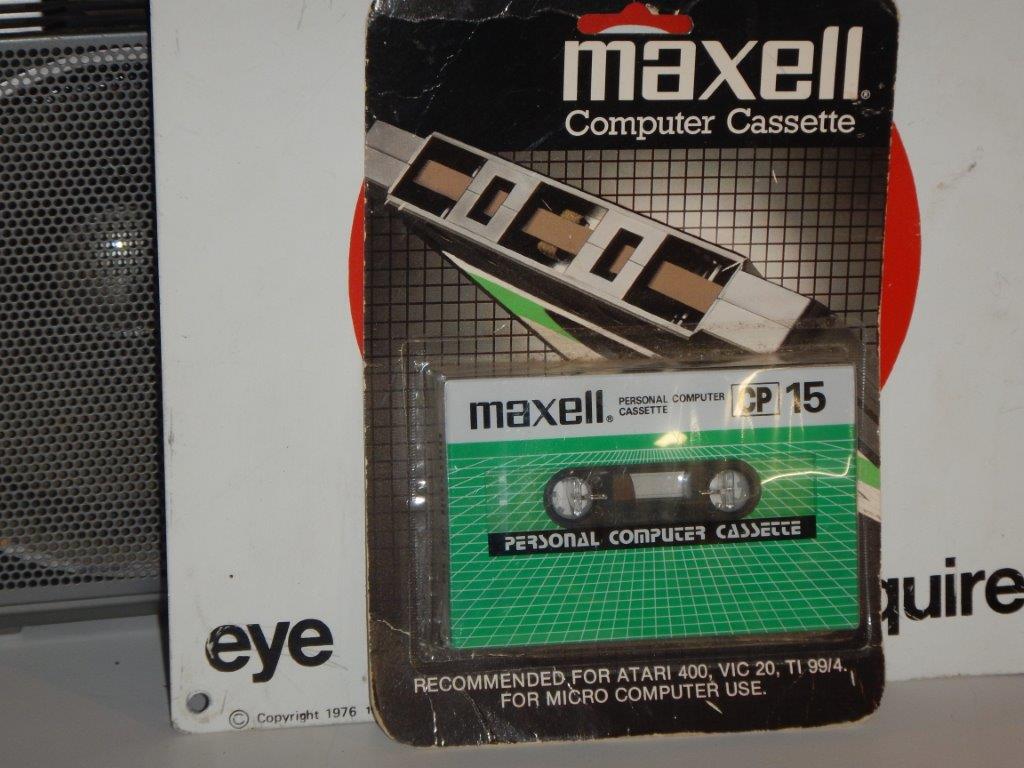 maxell®
Computer Cassette
maxell®
PERSONAL COMPUTER
CASSETTE
CP 15
PERSONAL COMPUTER CASSETTE
RECOMMENDED FOR ATARI 400, VIC 20, TI 99/4.
FOR MICRO COMPUTER USE.
eye
quire
© Copyright 1976